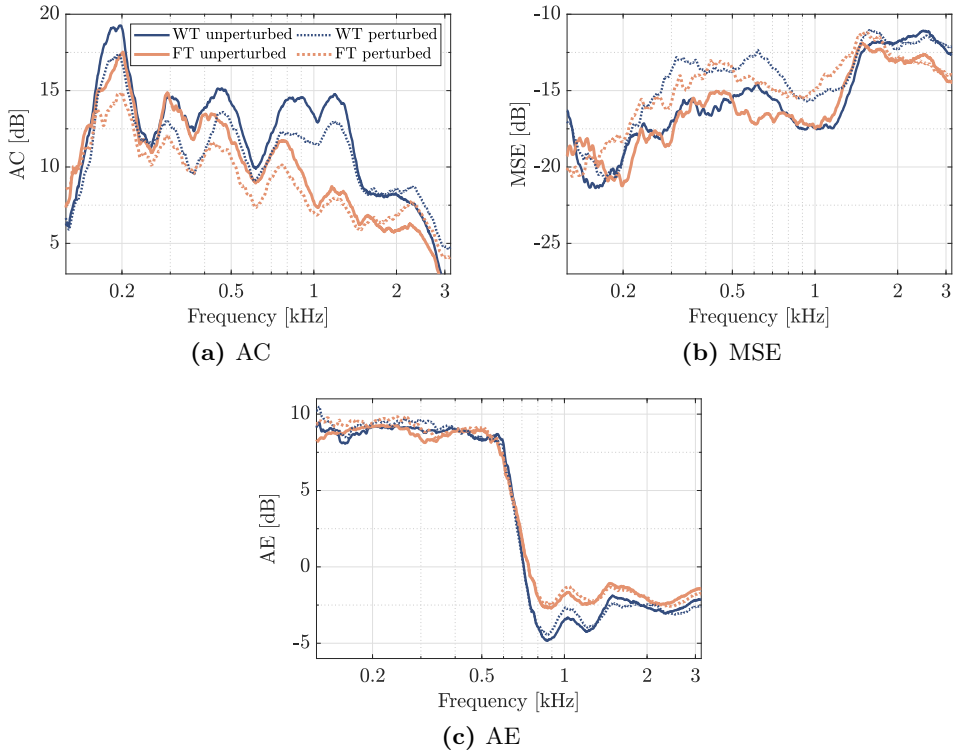 20
15
10
5
AC [dB]
WT unperturbed
WT perturbed
FT unperturbed
FT perturbed
0.2
0.5
1
2
3
Frequency [kHz]
(a) AC
-10
-15
-20
-25
MSE [dB]
0.2
0.5
1
2
3
Frequency [kHz]
(b) MSE
10
5
0
-5
AE [dB]
0.2
0.5
1
2
3
Frequency [kHz]
(c) AE